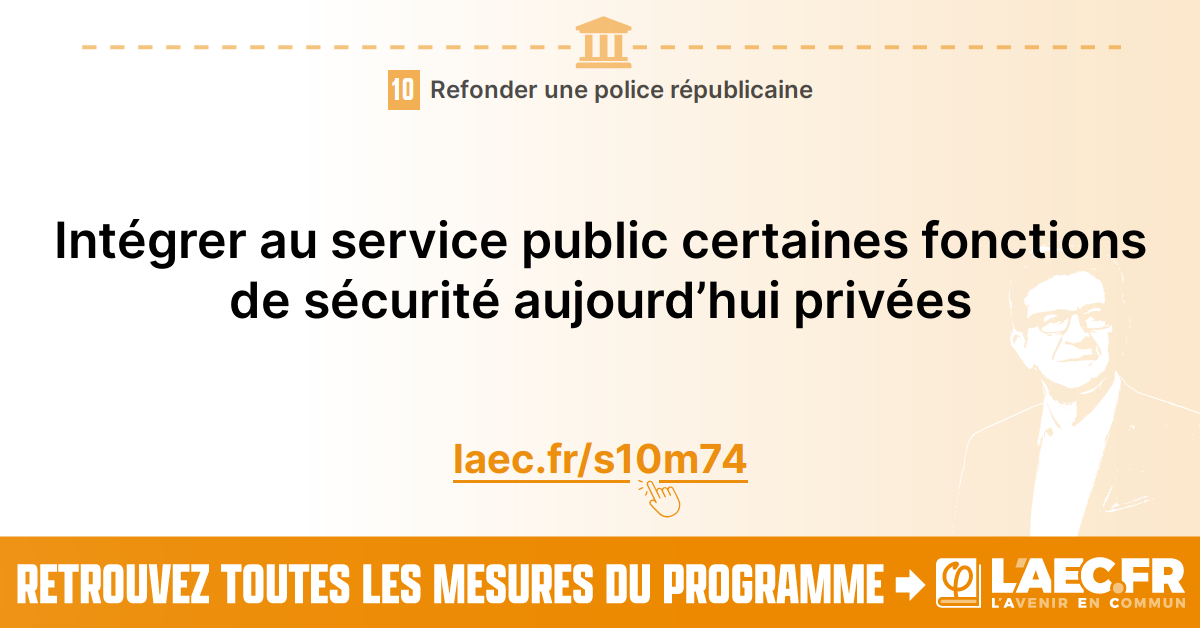 10 Refonder une police républicaine
Intégrer au service public certaines fonctions
de sécurité aujourd’hui privées
laec.fr/s10m74
RETROUVEZ TOUTES LES MESURES DU PROGRAMME
φ L'AEC.FR
L'AVENIR EN COMMUN